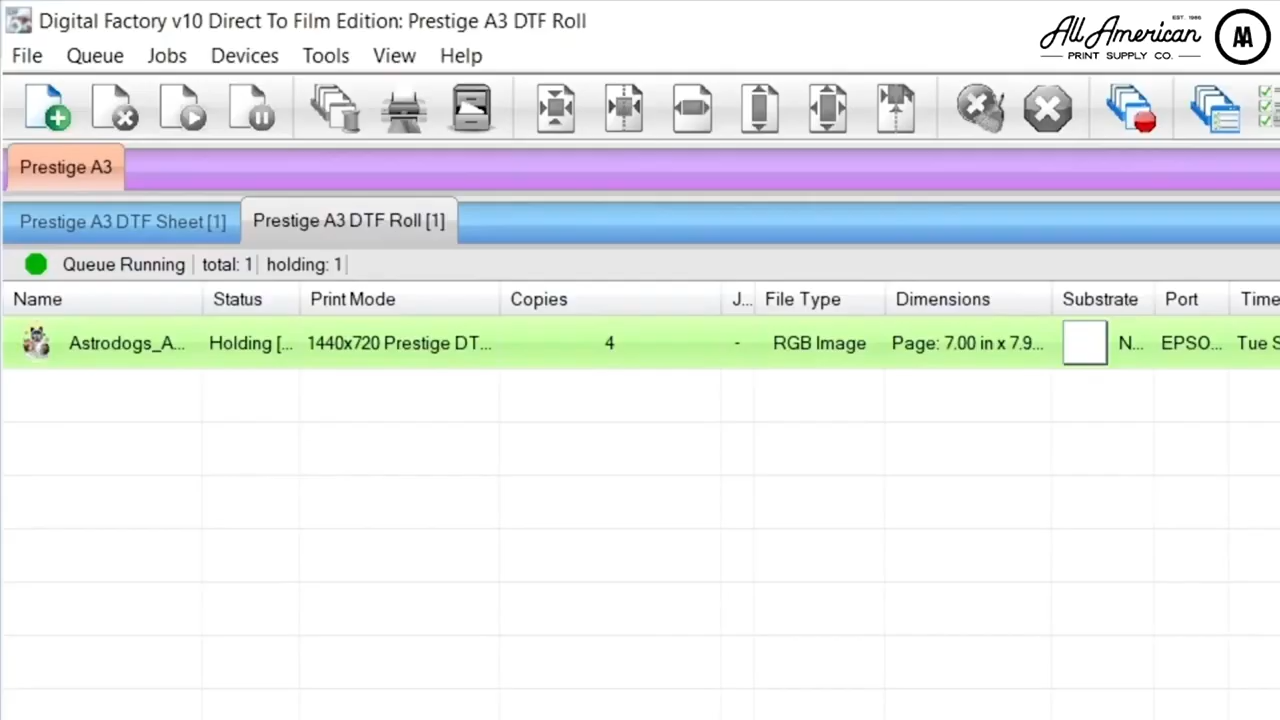 Digital Factory v10 Direct To Film Edition: Prestige A3 DTF Roll
EST. 1966
All American
PRINT SUPPLY CO.
AA
File Queue Jobs Devices Tools View Help
Prestige A3
Prestige A3 DTF Sheet [1] Prestige A3 DTF Roll [1]
Queue Running total: 1 holding: 1
Name Status Print Mode Copies J... File Type Dimensions Substrate Port Time
Astrodogs_A... Holding [... 1440x720 Prestige DT... 4 - RGB Image Page: 7.00 in x 7.9... N... EPSO... Tue S